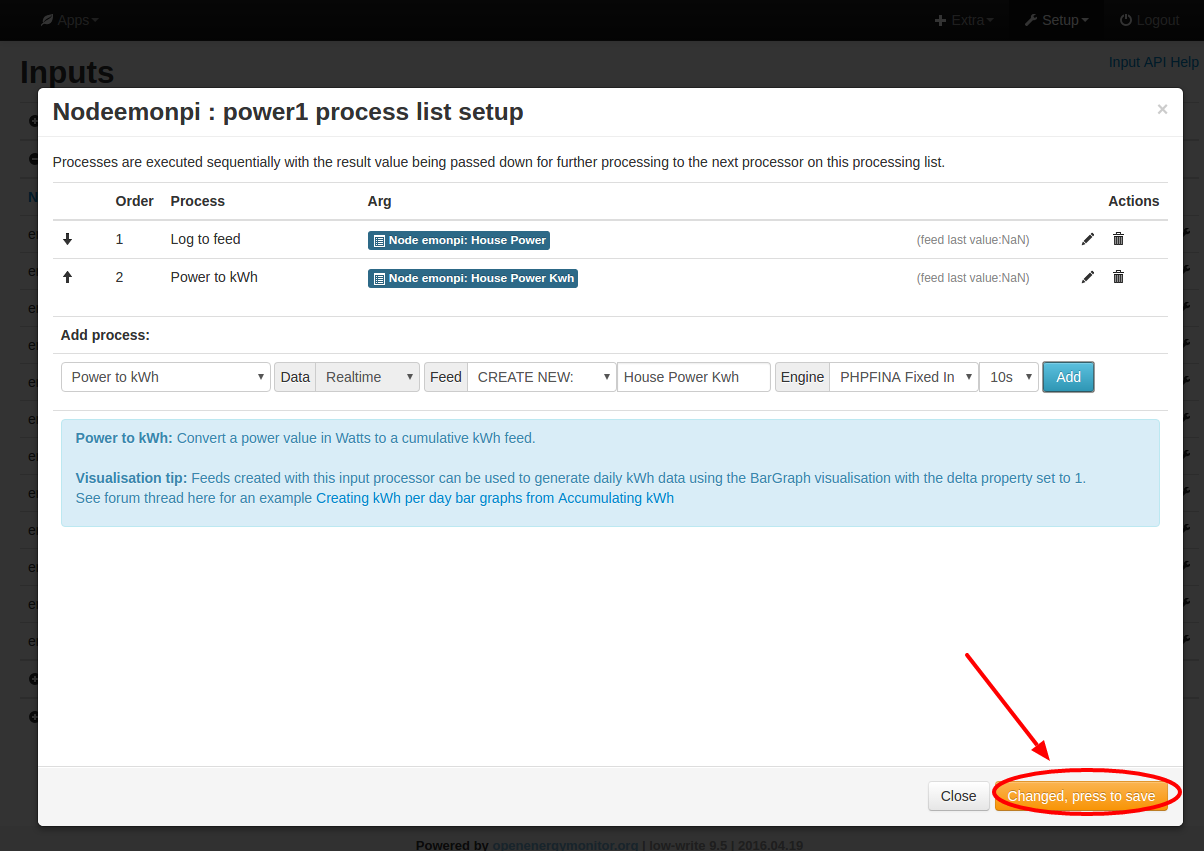 Apps
Extra
Setup
Logout
Inputs
Input API Help
Nodeemonpi : power1 process list setup
×
Processes are executed sequentially with the result value being passed down for further processing to the next processor on this processing list.
Order Process Arg Actions
1 Log to feed Node emonpi: House Power (feed last value:NaN)
2 Power to kWh Node emonpi: House Power Kwh (feed last value:NaN)
Add process:
Power to kWh Data Realtime Feed CREATE NEW: House Power Kwh Engine PHPFINA Fixed In 10s Add
Power to kWh: Convert a power value in Watts to a cumulative kWh feed.
Visualisation tip: Feeds created with this input processor can be used to generate daily kWh data using the BarGraph visualisation with the delta property set to 1.
See forum thread here for an example Creating kWh per day bar graphs from Accumulating kWh
Close Changed, press to save
Powered by openenergymonitor.org | low-write 9.5 | 2016.04.19